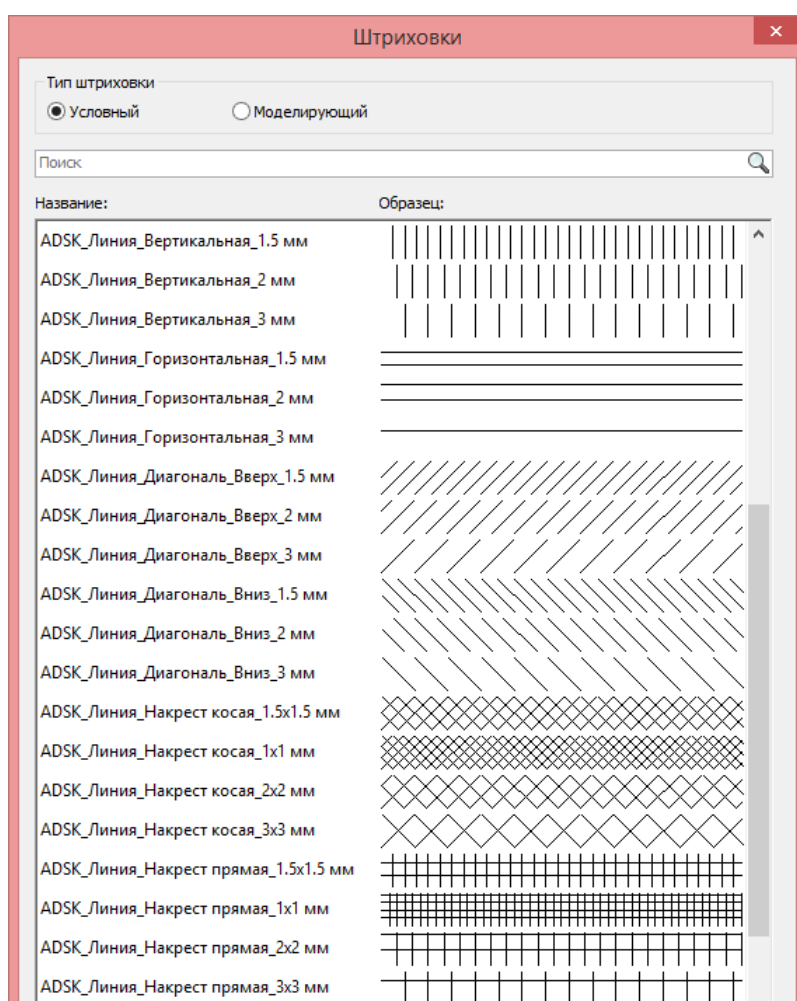 Штриховки
Тип штриховки
Условный Моделирующий
Поиск
Название: Образец:
ADSK_Линия_Вертикальная_1.5 мм
ADSK_Линия_Вертикальная_2 мм
ADSK_Линия_Вертикальная_3 мм
ADSK_Линия_Горизонтальная_1.5 мм
ADSK_Линия_Горизонтальная_2 мм
ADSK_Линия_Горизонтальная_3 мм
ADSK_Линия_Диагональ_Вверх_1.5 мм
ADSK_Линия_Диагональ_Вверх_2 мм
ADSK_Линия_Диагональ_Вверх_3 мм
ADSK_Линия_Диагональ_Вниз_1.5 мм
ADSK_Линия_Диагональ_Вниз_2 мм
ADSK_Линия_Диагональ_Вниз_3 мм
ADSK_Линия_Накрест косая_1.5x1.5 мм
ADSK_Линия_Накрест косая_1x1 мм
ADSK_Линия_Накрест косая_2x2 мм
ADSK_Линия_Накрест косая_3x3 мм
ADSK_Линия_Накрест прямая_1.5x1.5 мм
ADSK_Линия_Накрест прямая_1x1 мм
ADSK_Линия_Накрест прямая_2x2 мм
ADSK_Линия_Накрест прямая_3x3 мм